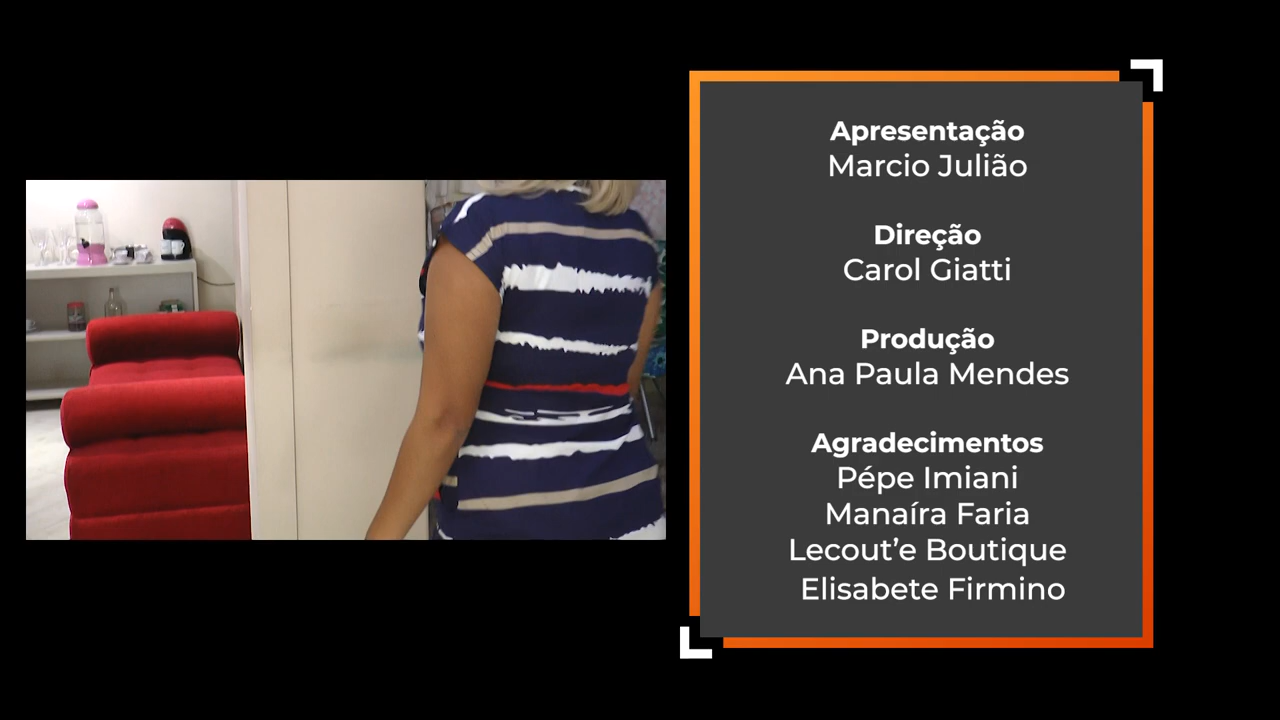 Apresentação
Marcio Julião
Direção
Carol Giatti
Produção
Ana Paula Mendes
Agradecimentos
Pépe Imiani
Manaíra Faria
Lecout’e Boutique
Elisabete Firmino